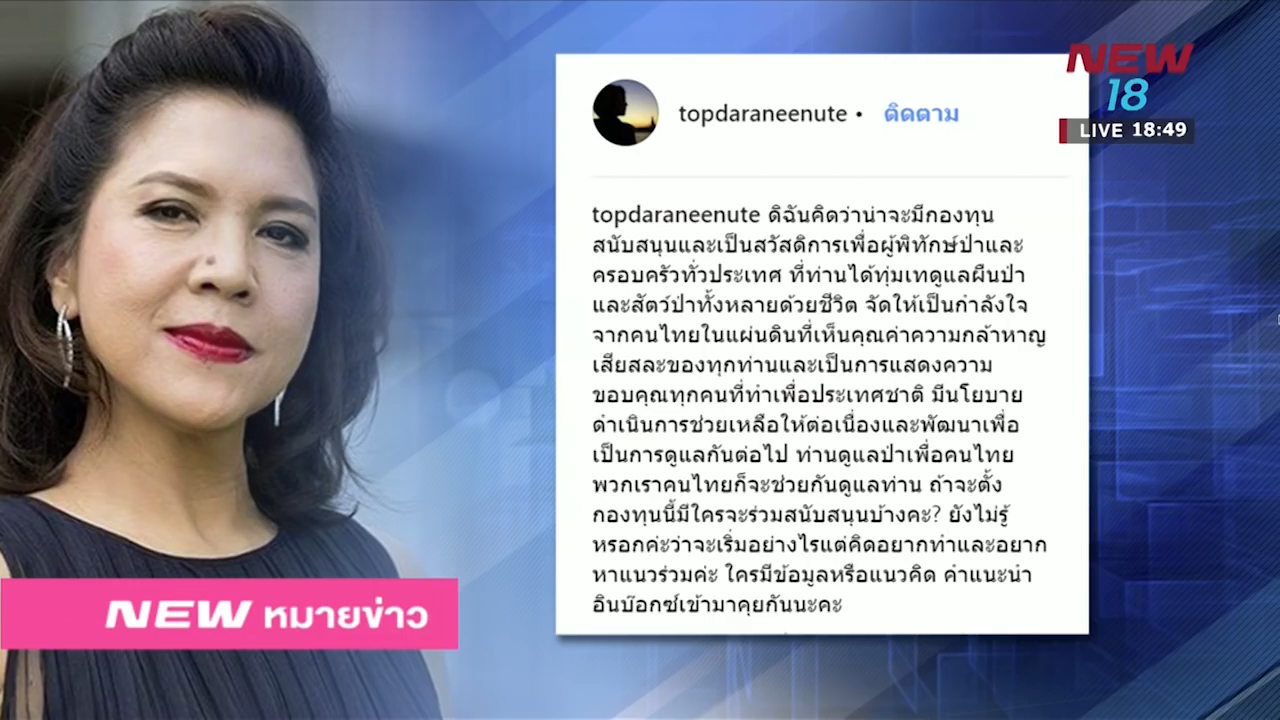 NEW
18
LIVE 18:49
topdaraneenute • ติดตาม
topdaraneenute ดิฉันคิดว่าน่าจะมีกองทุน
สนับสนุนและเป็นสวัสดิการเพื่อผู้พิทักษ์ป่าและ
ครอบครัวทั่วประเทศ ที่ท่านได้ทุ่มเทดูแลผืนป่า
และสัตว์ป่าทั้งหลายด้วยชีวิต จัดให้เป็นกำลังใจ
จากคนไทยในแผ่นดินที่เห็นคุณค่าความกล้าหาญ
เสียสละของทุกท่านและเป็นการแสดงความ
ขอบคุณทุกคนที่ทำเพื่อประเทศชาติ มีนโยบาย
ดำเนินการช่วยเหลือให้ต่อเนื่องและพัฒนาเพื่อ
เป็นการดูแลกันต่อไป ท่านดูแลป่าเพื่อคนไทย
พวกเราคนไทยก็จะช่วยกันดูแลท่าน ถ้าจะตั้ง
กองทุนนี้มีใครจะร่วมสนับสนุนบ้างคะ? ยังไม่รู้
หรอกค่ะว่าจะเริ่มอย่างไรแต่คิดอยากทำและอยาก
หาแนวร่วมค่ะ ใครมีข้อมูลหรือแนวคิด คำแนะนำ
อินบ๊อกซ์เข้ามาคุยกันนะคะ
NEW หมายข่าว